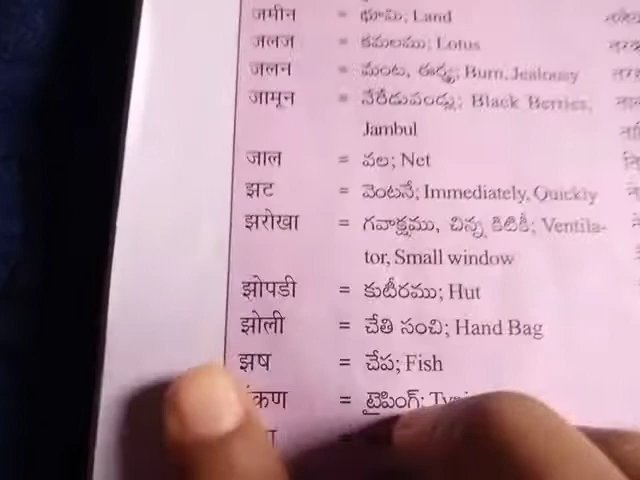 जमीन = భూమి; Land
जलज = కమలము; Lotus
जलन = మంట, ఈర్ష్య; Burn, Jealousy
जामून = నేరేడుపండ్లు; Black Berries,
Jambul
जाल = వల; Net
झट = వెంటనే; Immediately, Quickly
झरोखा = గవాక్షము, చిన్న కిటికీ; Ventila-
tor, Small window
झोपडी = కుటీరము; Hut
झोली = చేతి సంచి; Hand Bag
झष = చేప; Fish
= టైపింగ్;
=